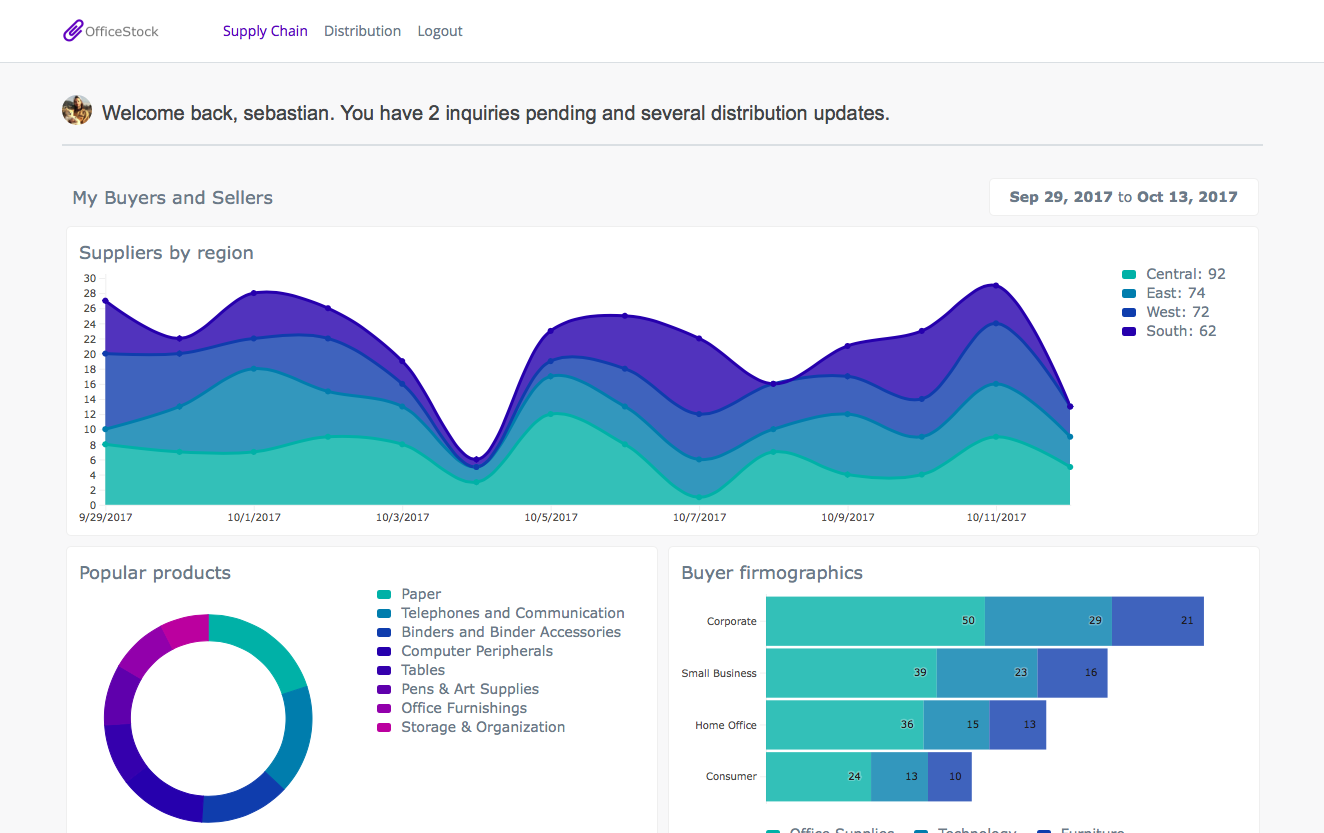 OfficeStock
Supply Chain Distribution Logout
Welcome back, sebastian. You have 2 inquiries pending and several distribution updates.
My Buyers and Sellers
Sep 29, 2017 to Oct 13, 2017
Suppliers by region
30
28
26
24
22
20
18
16
14
12
10
8
6
4
2
0
9/29/2017 10/1/2017 10/3/2017 10/5/2017 10/7/2017 10/9/2017 10/11/2017
Central: 92
East: 74
West: 72
South: 62
Popular products
Paper
Telephones and Communication
Binders and Binder Accessories
Computer Peripherals
Tables
Pens & Art Supplies
Office Furnishings
Storage & Organization
Buyer firmographics
Corporate 50 29 21
Small Business 39 23 16
Home Office 36 15 13
Consumer 24 13 10
Office Supplies Technology Furniture